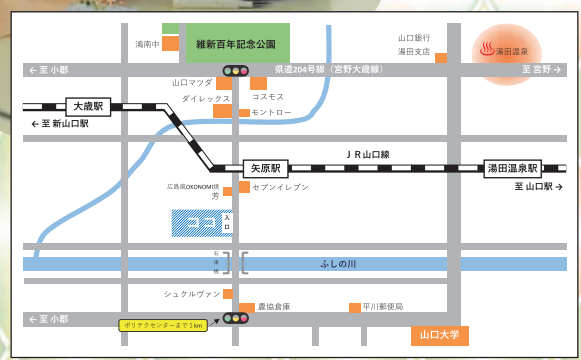 鴻南中
維新百年記念公園
山口銀行
湯田支店
湯田温泉
← 至 小郡
県道204号線（宮野大歳線）
至 宮野 →
山口マツダ
コスモス
ダイレックス
モントロー
大歳駅
← 至 新山口駅
JR山口線
矢原駅
湯田温泉駅
至 山口駅 →
広島風OKONOMI焼
芳
セブンイレブン
ココ
入
口
石
津
橋
ふしの川
シュクルヴァン
農協倉庫
平川郵便局
← 至 小郡
ポリテクセンターまで1km
山口大学